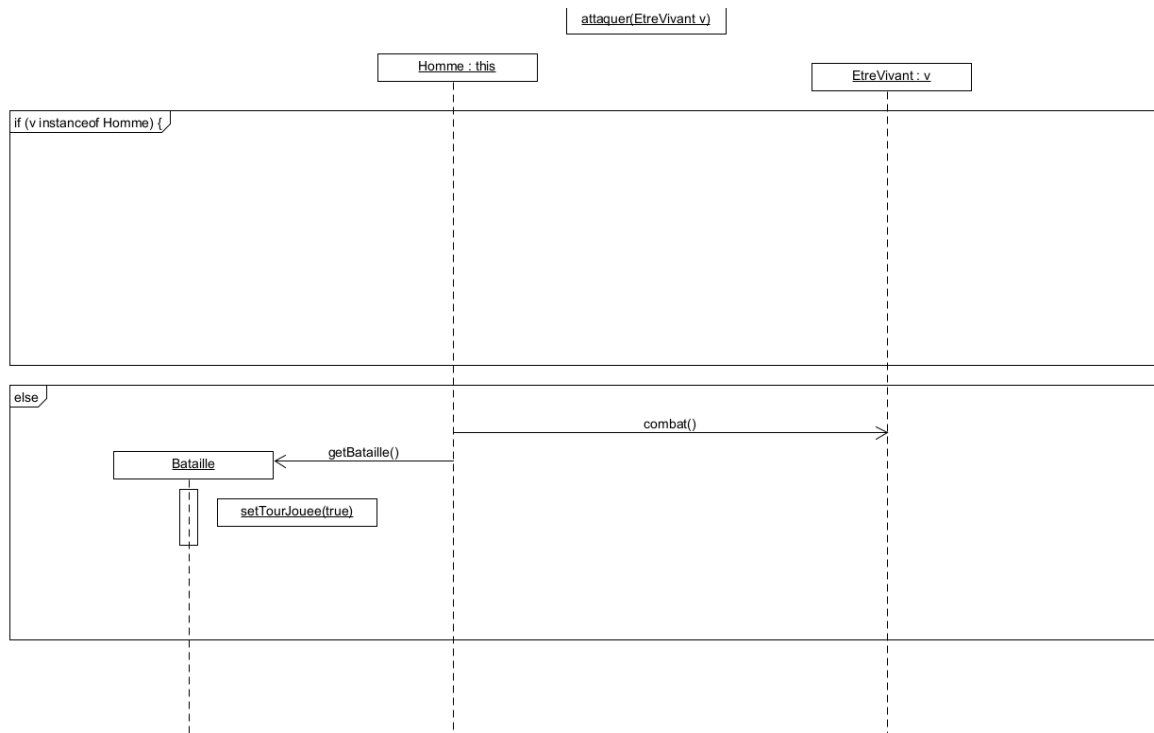 attaquer(EtreVivant v)
Homme : this
EtreVivant : v
if (v instanceof Homme) {
else
combat()
getBataille()
Bataille
setTourJouee(true)